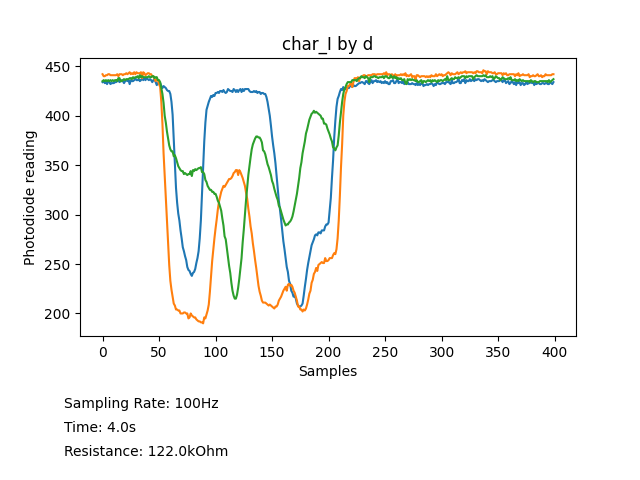 char_I by d
450
400
350
300
250
200
Photodiode reading
0 50 100 150 200 250 300 350 400
Samples
Sampling Rate: 100Hz
Time: 4.0s
Resistance: 122.0kOhm